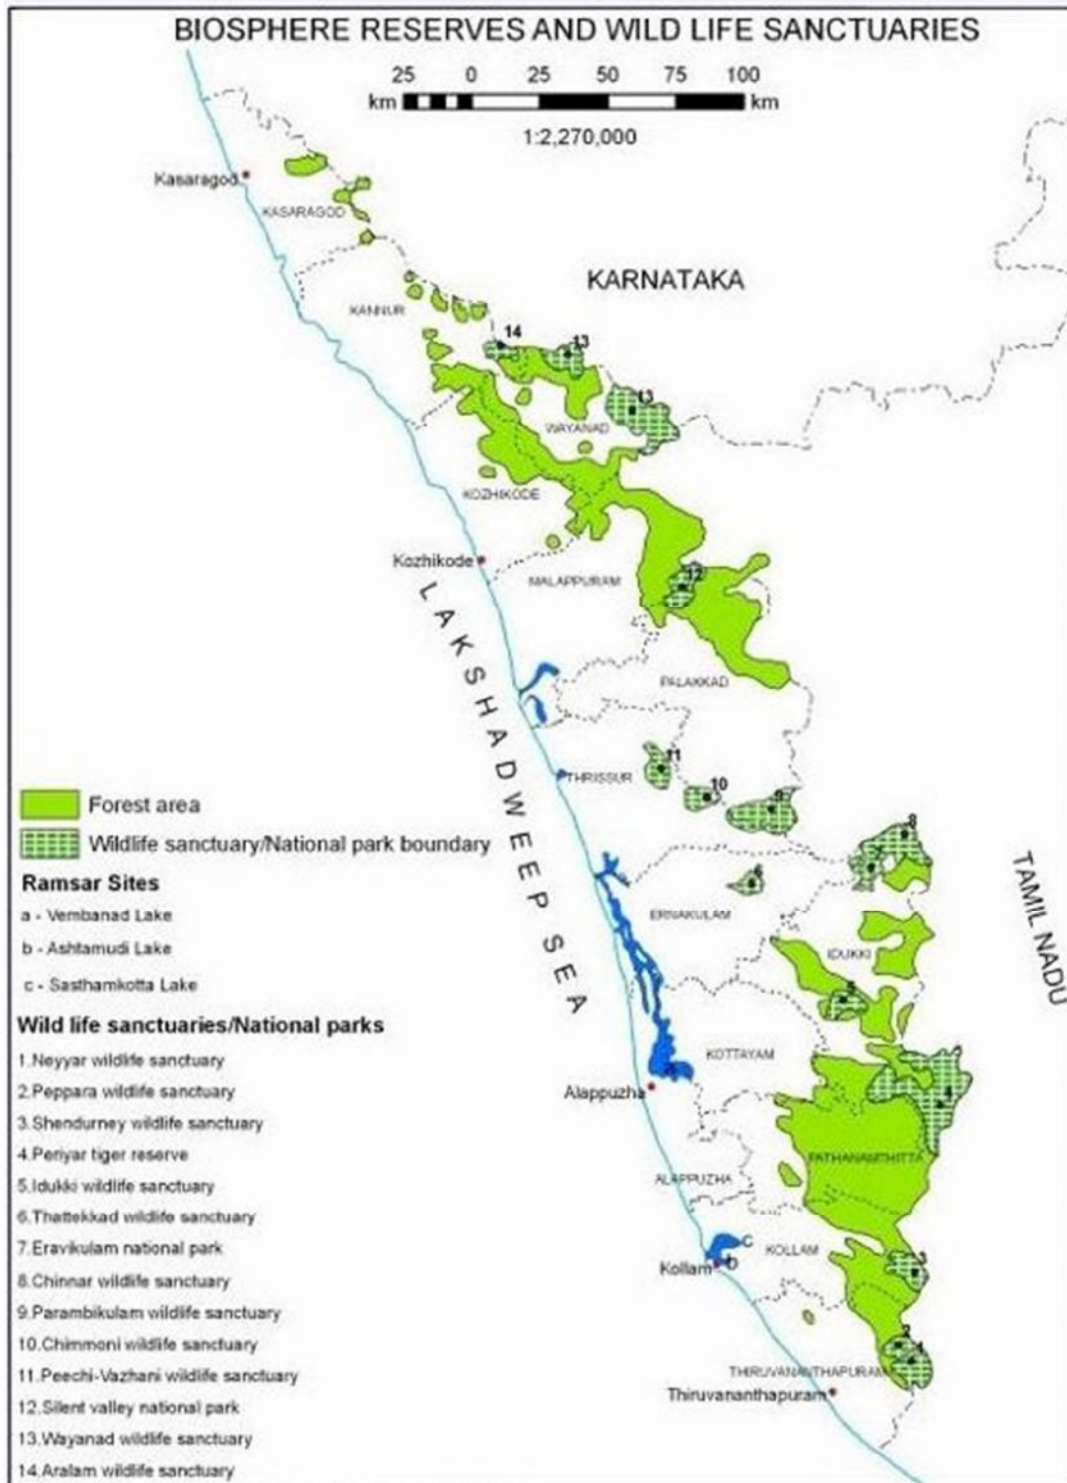 BIOSPHERE RESERVES AND WILD LIFE SANCTUARIES
25 0 25 50 75 100
km km
1:2,270,000
Kasaragod
KASARAGOD
KARNATAKA
KANNUR
14
13
13
WAYANAD
KOZHIKODE
Kozhikode
MALAPPURAM
12
LAKSHADWEEP SEA
PALAKKAD
11
THRISSUR
10
9
8
7
6
ERNAKULAM
TAMIL NADU
IDUKKI
5
KOTTAYAM
4
Alappuzha
PATHANAMTHITTA
ALAPPUZHA
c
b
KOLLAM
Kollam
3
2
1
THIRUVANANTHAPURAM
Thiruvananthapuram
Forest area
Wildlife sanctuary/National park boundary
Ramsar Sites
a - Vembanad Lake
b - Ashtamudi Lake
c - Sasthamkotta Lake
Wild life sanctuaries/National parks
1.Neyyar wildlife sanctuary
2.Peppara wildlife sanctuary
3.Shendurney wildlife sanctuary
4.Periyar tiger reserve
5.Idukki wildlife sanctuary
6.Thattekkad wildlife sanctuary
7.Eravikulam national park
8.Chinnar wildlife sanctuary
9.Parambikulam wildlife sanctuary
10.Chimmoni wildlife sanctuary
11.Peechi-Vazhani wildlife sanctuary
12.Silent valley national park
13.Wayanad wildlife sanctuary
14.Aralam wildlife sanctuary